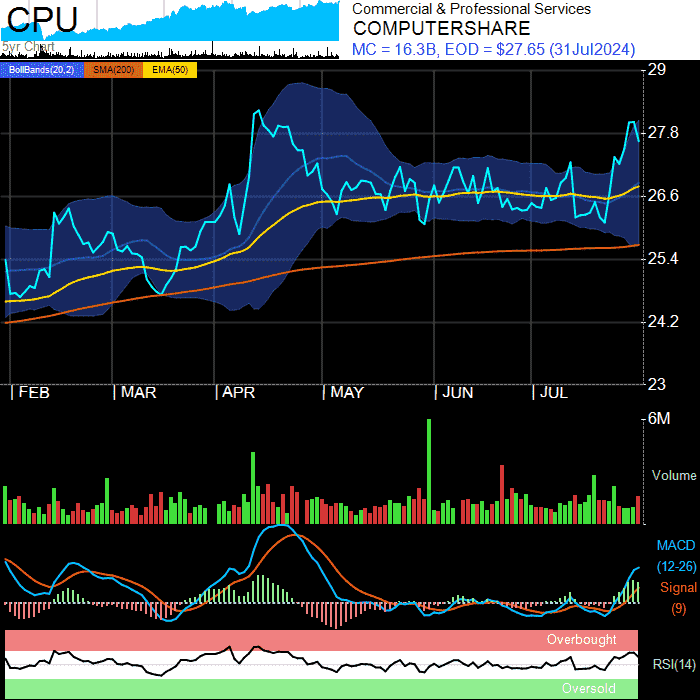 CPU
5yr Chart
Commercial & Professional Services
COMPUTERSHARE
MC = 16.3B, EOD = $27.65 (31Jul2024)
BollBands(20,2) SMA(200) EMA(50)
29
27.8
26.6
25.4
24.2
23
FEB MAR APR MAY JUN JUL
6M
Volume
MACD
(12-26)
Signal
(9)
Overbought
RSI(14)
Oversold